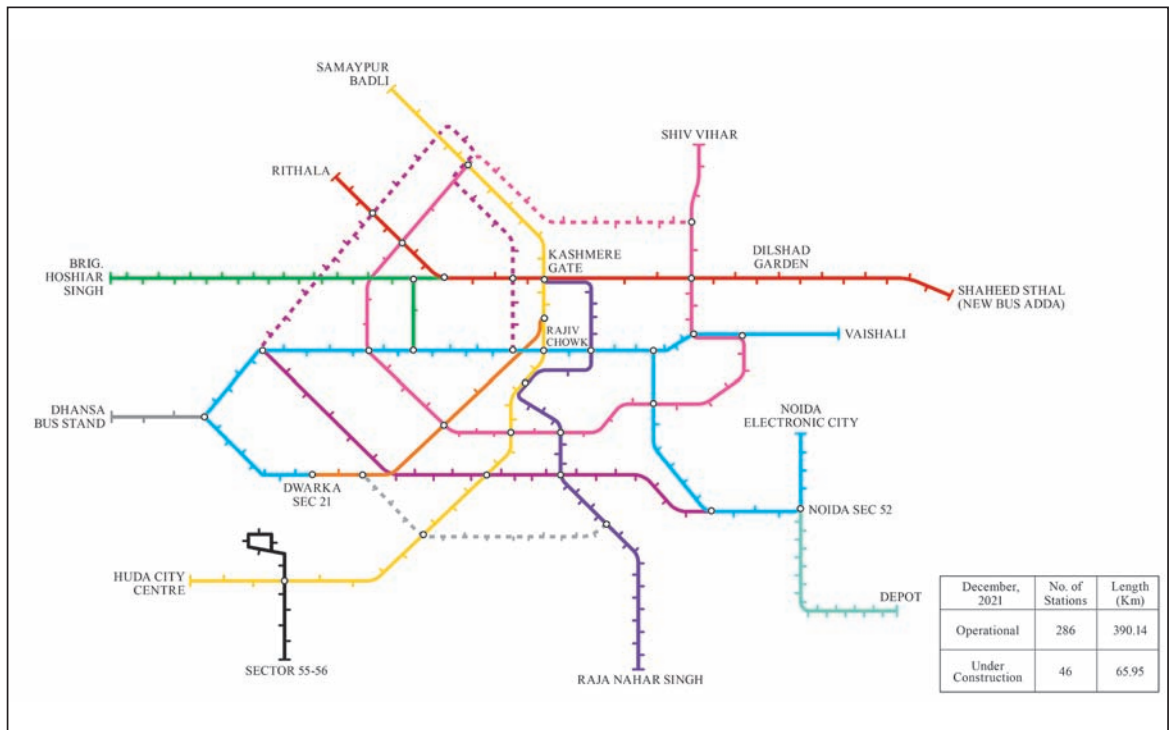 SAMAYPUR
BADLI
SHIV VIHAR
RITHALA
BRIG.
HOSHIAR
SINGH
KASHMERE
GATE
DILSHAD
GARDEN
SHAHEED STHAL
(NEW BUS ADDA)
RAJIV
CHOWK
VAISHALI
DHANSA
BUS STAND
NOIDA
ELECTRONIC CITY
DWARKA
SEC 21
NOIDA SEC 52
HUDA CITY
CENTRE
DEPOT
SECTOR 55-56
RAJA NAHAR SINGH
December,
2021
No. of
Stations
Length
(Km)
Operational 286 390.14
Under
Construction
46 65.95